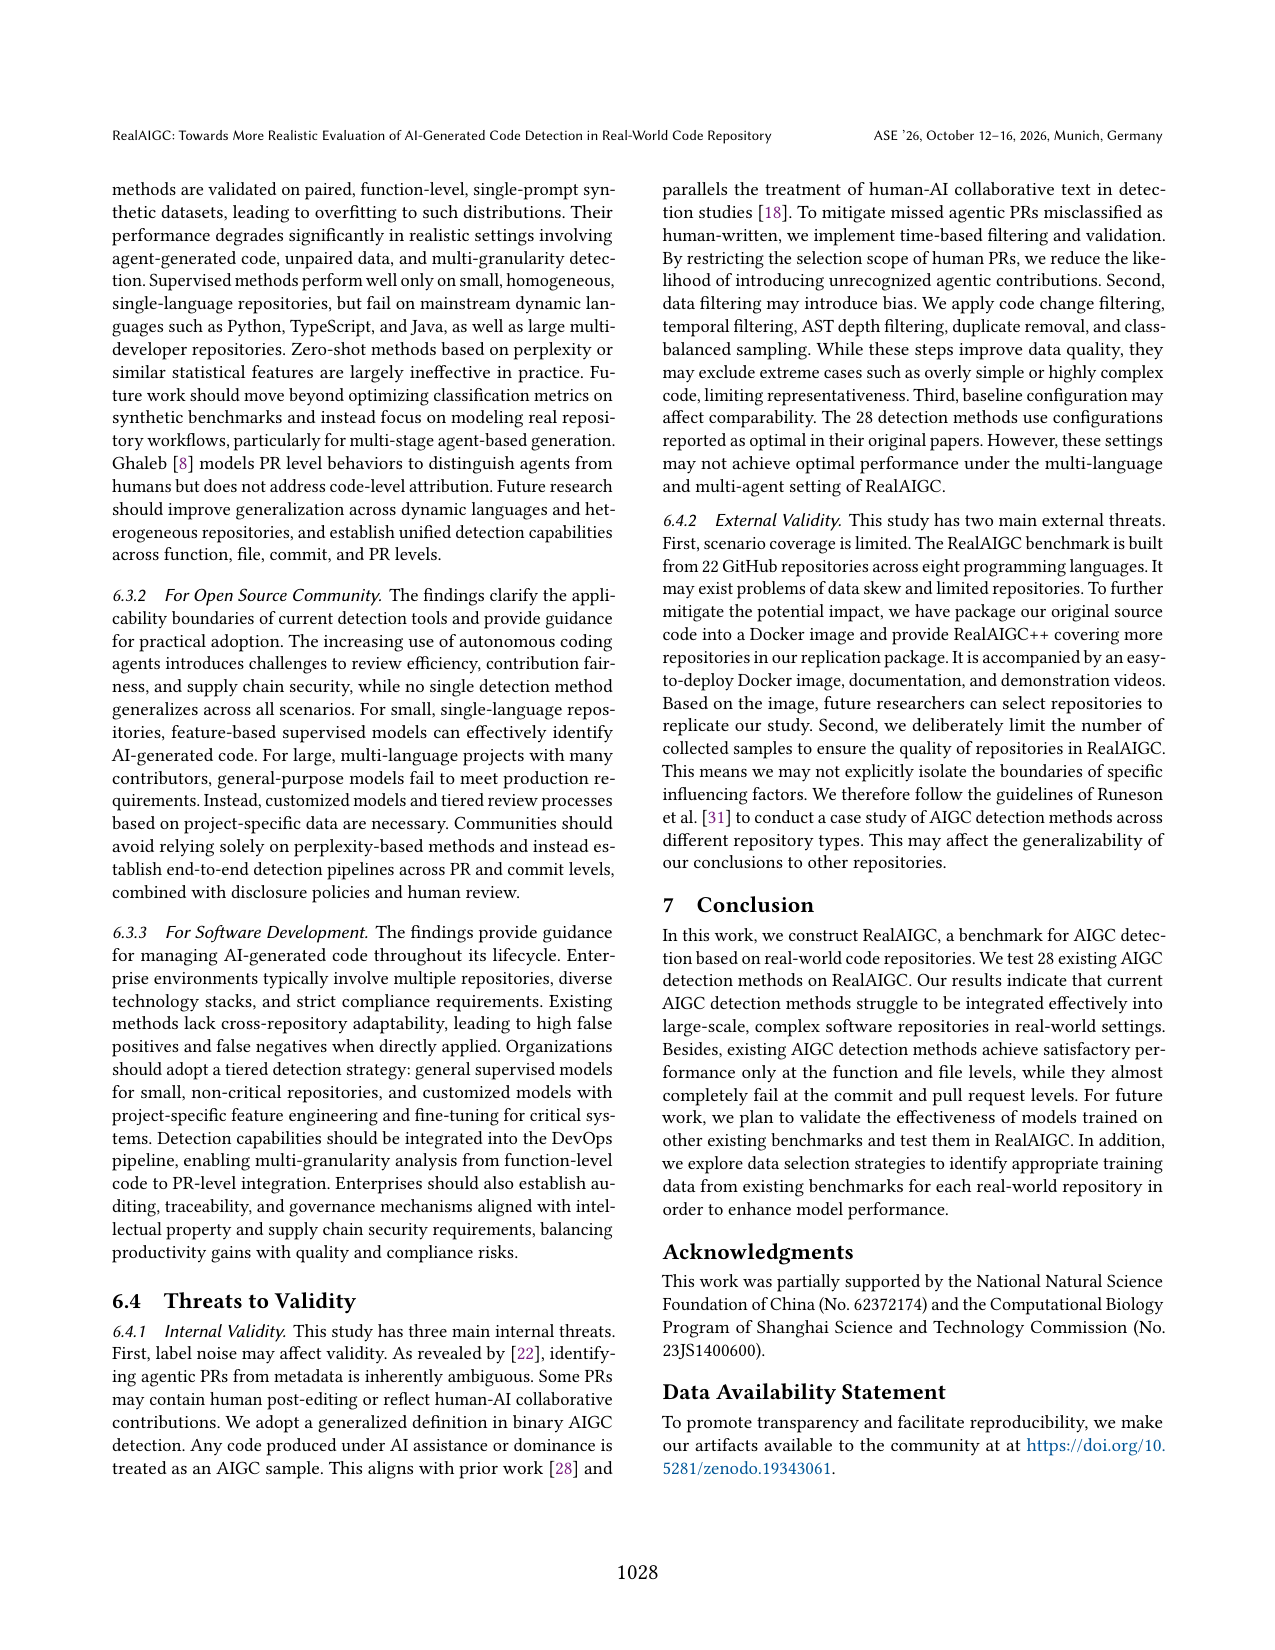 RealAIGC: Towards More Realistic Evaluation of AI-Generated Code Detection in Real-World Code Repository
ASE ’26, October 12–16, 2026, Munich, Germany
methods are validated on paired, function-level, single-prompt syn-
thetic datasets, leading to overfitting to such distributions. Their
performance degrades significantly in realistic settings involving
agent-generated code, unpaired data, and multi-granularity detec-
tion. Supervised methods perform well only on small, homogeneous,
single-language repositories, but fail on mainstream dynamic lan-
guages such as Python, TypeScript, and Java, as well as large multi-
developer repositories. Zero-shot methods based on perplexity or
similar statistical features are largely ineffective in practice. Fu-
ture work should move beyond optimizing classification metrics on
synthetic benchmarks and instead focus on modeling real reposi-
tory workflows, particularly for multi-stage agent-based generation.
Ghaleb [8] models PR level behaviors to distinguish agents from
humans but does not address code-level attribution. Future research
should improve generalization across dynamic languages and het-
erogeneous repositories, and establish unified detection capabilities
across function, file, commit, and PR levels.
6.3.2 For Open Source Community. The findings clarify the appli-
cability boundaries of current detection tools and provide guidance
for practical adoption. The increasing use of autonomous coding
agents introduces challenges to review efficiency, contribution fair-
ness, and supply chain security, while no single detection method
generalizes across all scenarios. For small, single-language repos-
itories, feature-based supervised models can effectively identify
AI-generated code. For large, multi-language projects with many
contributors, general-purpose models fail to meet production re-
quirements. Instead, customized models and tiered review processes
based on project-specific data are necessary. Communities should
avoid relying solely on perplexity-based methods and instead es-
tablish end-to-end detection pipelines across PR and commit levels,
combined with disclosure policies and human review.
6.3.3 For Software Development. The findings provide guidance
for managing AI-generated code throughout its lifecycle. Enter-
prise environments typically involve multiple repositories, diverse
technology stacks, and strict compliance requirements. Existing
methods lack cross-repository adaptability, leading to high false
positives and false negatives when directly applied. Organizations
should adopt a tiered detection strategy: general supervised models
for small, non-critical repositories, and customized models with
project-specific feature engineering and fine-tuning for critical sys-
tems. Detection capabilities should be integrated into the DevOps
pipeline, enabling multi-granularity analysis from function-level
code to PR-level integration. Enterprises should also establish au-
diting, traceability, and governance mechanisms aligned with intel-
lectual property and supply chain security requirements, balancing
productivity gains with quality and compliance risks.
6.4 Threats to Validity
6.4.1 Internal Validity. This study has three main internal threats.
First, label noise may affect validity. As revealed by [22], identify-
ing agentic PRs from metadata is inherently ambiguous. Some PRs
may contain human post-editing or reflect human-AI collaborative
contributions. We adopt a generalized definition in binary AIGC
detection. Any code produced under AI assistance or dominance is
treated as an AIGC sample. This aligns with prior work [28] and
parallels the treatment of human-AI collaborative text in detec-
tion studies [18]. To mitigate missed agentic PRs misclassified as
human-written, we implement time-based filtering and validation.
By restricting the selection scope of human PRs, we reduce the like-
lihood of introducing unrecognized agentic contributions. Second,
data filtering may introduce bias. We apply code change filtering,
temporal filtering, AST depth filtering, duplicate removal, and class-
balanced sampling. While these steps improve data quality, they
may exclude extreme cases such as overly simple or highly complex
code, limiting representativeness. Third, baseline configuration may
affect comparability. The 28 detection methods use configurations
reported as optimal in their original papers. However, these settings
may not achieve optimal performance under the multi-language
and multi-agent setting of RealAIGC.
6.4.2 External Validity. This study has two main external threats.
First, scenario coverage is limited. The RealAIGC benchmark is built
from 22 GitHub repositories across eight programming languages. It
may exist problems of data skew and limited repositories. To further
mitigate the potential impact, we have package our original source
code into a Docker image and provide RealAIGC++ covering more
repositories in our replication package. It is accompanied by an easy-
to-deploy Docker image, documentation, and demonstration videos.
Based on the image, future researchers can select repositories to
replicate our study. Second, we deliberately limit the number of
collected samples to ensure the quality of repositories in RealAIGC.
This means we may not explicitly isolate the boundaries of specific
influencing factors. We therefore follow the guidelines of Runeson
et al. [31] to conduct a case study of AIGC detection methods across
different repository types. This may affect the generalizability of
our conclusions to other repositories.
7 Conclusion
In this work, we construct RealAIGC, a benchmark for AIGC detec-
tion based on real-world code repositories. We test 28 existing AIGC
detection methods on RealAIGC. Our results indicate that current
AIGC detection methods struggle to be integrated effectively into
large-scale, complex software repositories in real-world settings.
Besides, existing AIGC detection methods achieve satisfactory per-
formance only at the function and file levels, while they almost
completely fail at the commit and pull request levels. For future
work, we plan to validate the effectiveness of models trained on
other existing benchmarks and test them in RealAIGC. In addition,
we explore data selection strategies to identify appropriate training
data from existing benchmarks for each real-world repository in
order to enhance model performance.
Acknowledgments
This work was partially supported by the National Natural Science
Foundation of China (No. 62372174) and the Computational Biology
Program of Shanghai Science and Technology Commission (No.
23JS1400600).
Data Availability Statement
To promote transparency and facilitate reproducibility, we make
our artifacts available to the community at at https://doi.org/10.
5281/zenodo.19343061.
1028